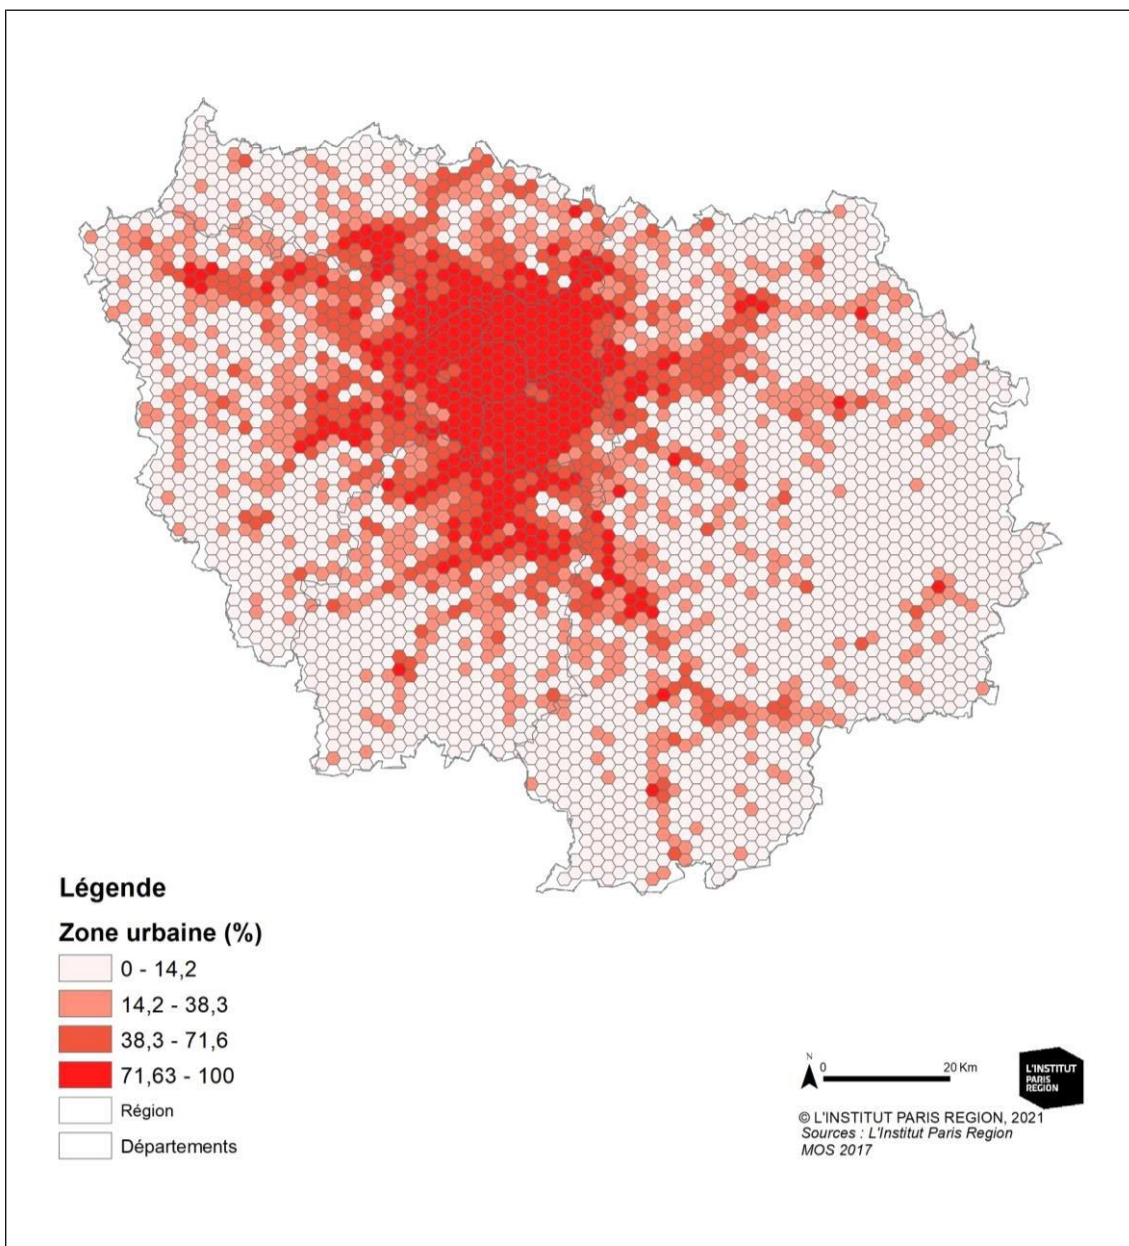 Légende
Zone urbaine (%)
0 - 14,2
14,2 - 38,3
38,3 - 71,6
71,63 - 100
Région
Départements
N
0 20 Km
L'INSTITUT
PARIS
REGION
© L'INSTITUT PARIS REGION, 2021
Sources : L'Institut Paris Region
MOS 2017